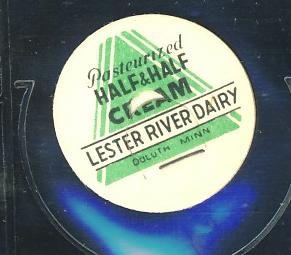 Pasteurized
HALF & HALF
CREAM
LESTER RIVER DAIRY
DULUTH MINN